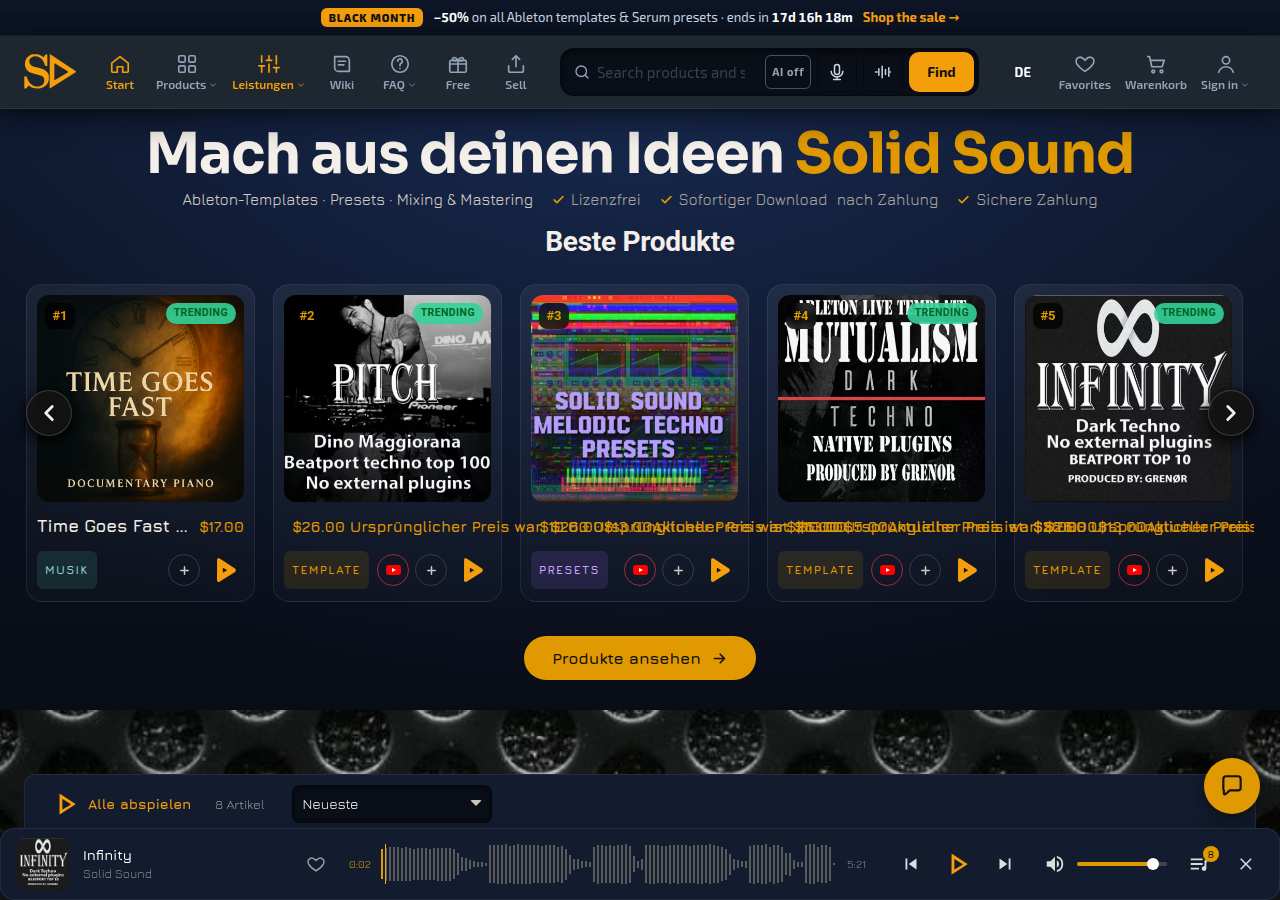 BLACK MONTH −50% on all Ableton templates & Serum presets · ends in 17d 16h 18m Shop the sale →
Start Products Leistungen Wiki FAQ Free Sell Search products and s AI off Find DE Favorites Warenkorb Sign in
Mach aus deinen Ideen Solid Sound
Ableton-Templates · Presets · Mixing & Mastering Lizenzfrei Sofortiger Download nach Zahlung Sichere Zahlung
Beste Produkte
#1 TRENDING
TIME GOES
FAST
DOCUMENTARY PIANO
Time Goes Fast ... $17.00
MUSIK
#2 TRENDING
PITCH
Dino Maggiorana
Beatport techno top 100
No external plugins
$26.00 Ursprünglicher Preis war:
TEMPLATE
#3
SOLID SOUND
MELODIC TECHNO
PRESETS
PRESETS
#4 TRENDING
MUTUALISM
DARK
TECHNO
NATIVE PLUGINS
PRODUCED BY GRENOR
TEMPLATE
#5 TRENDING
INFINITY
Dark Techno
No external plugins
BEATPORT TOP 10
PRODUCED BY: GRENØR
TEMPLATE
Produkte ansehen →
Alle abspielen 8 Artikel Neueste
Infinity
Solid Sound
0:02 5:21 8